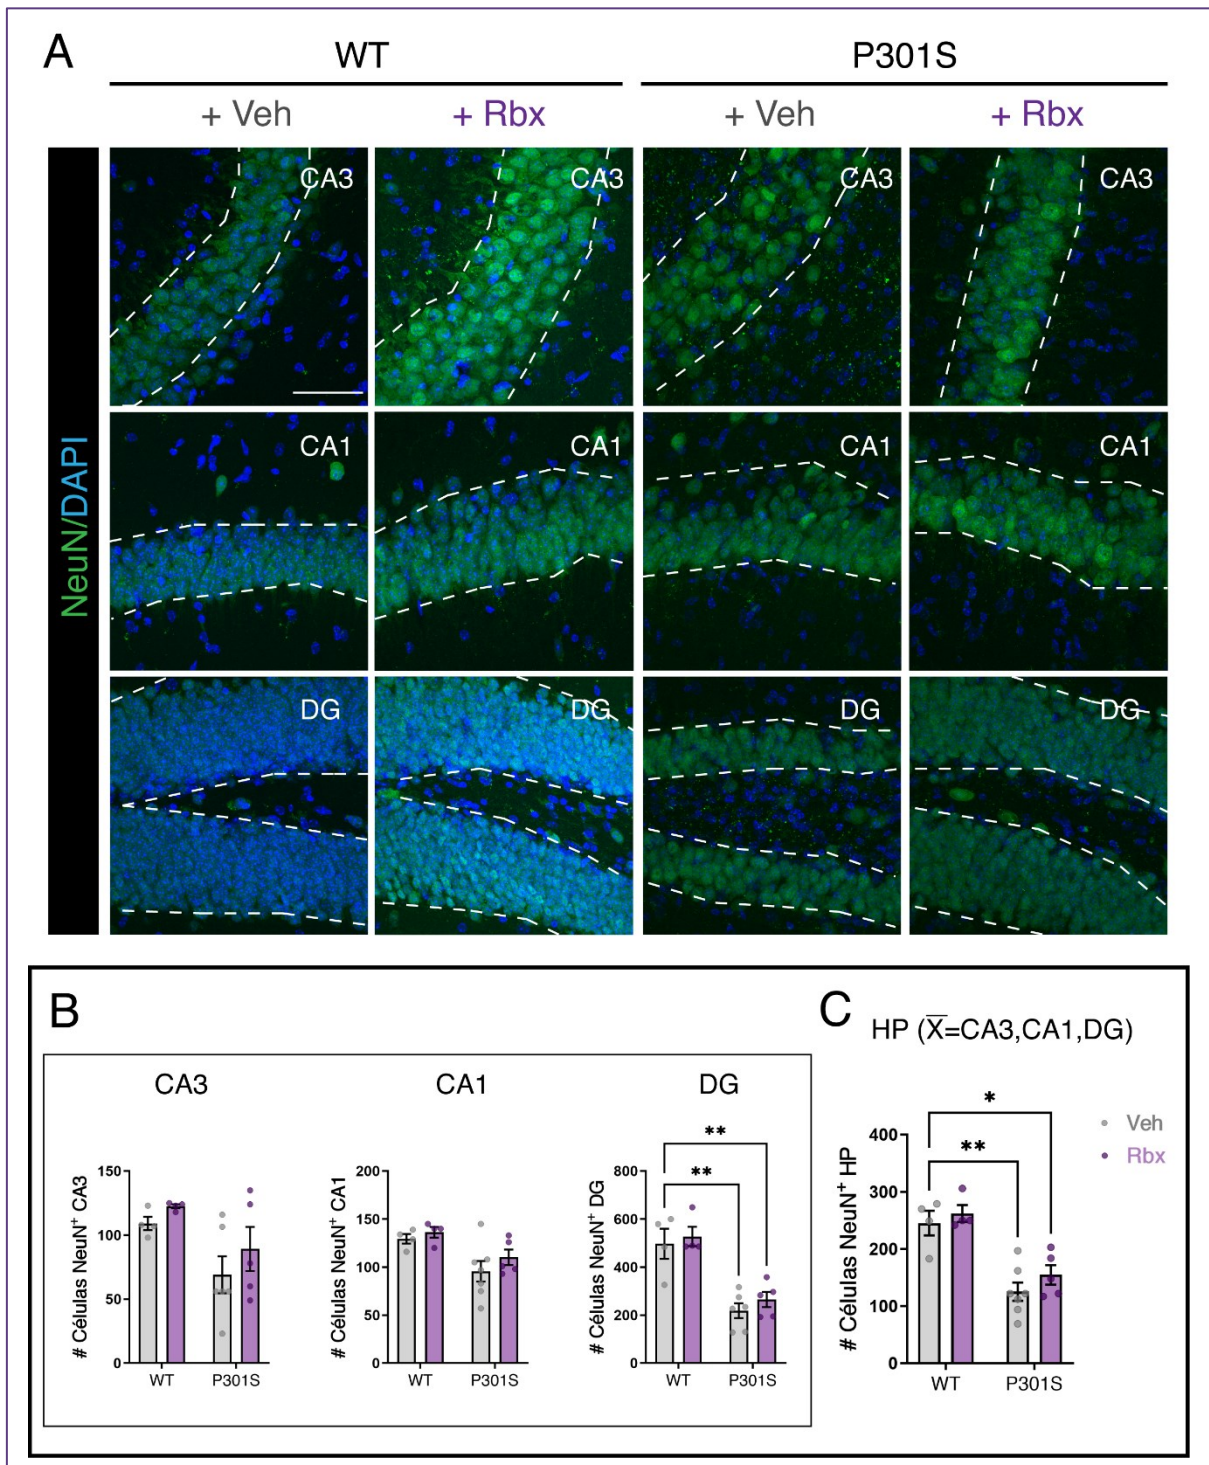 A
WT
P301S
+ Veh
+ Rbx
+ Veh
+ Rbx
NeuN/DAPI
CA3
CA3
CA3
CA3
CA1
CA1
CA1
CA1
DG
DG
DG
DG
B
CA3
# Células NeuN⁺ CA3
150
100
50
0
WT
P301S
CA1
# Células NeuN⁺ CA1
200
150
100
50
0
WT
P301S
DG
# Células NeuN⁺ DG
800
600
400
200
0
**
**
WT
P301S
C
HP (X̅=CA3,CA1,DG)
# Células NeuN⁺ HP
400
300
200
100
0
*
**
WT
P301S
Veh
Rbx